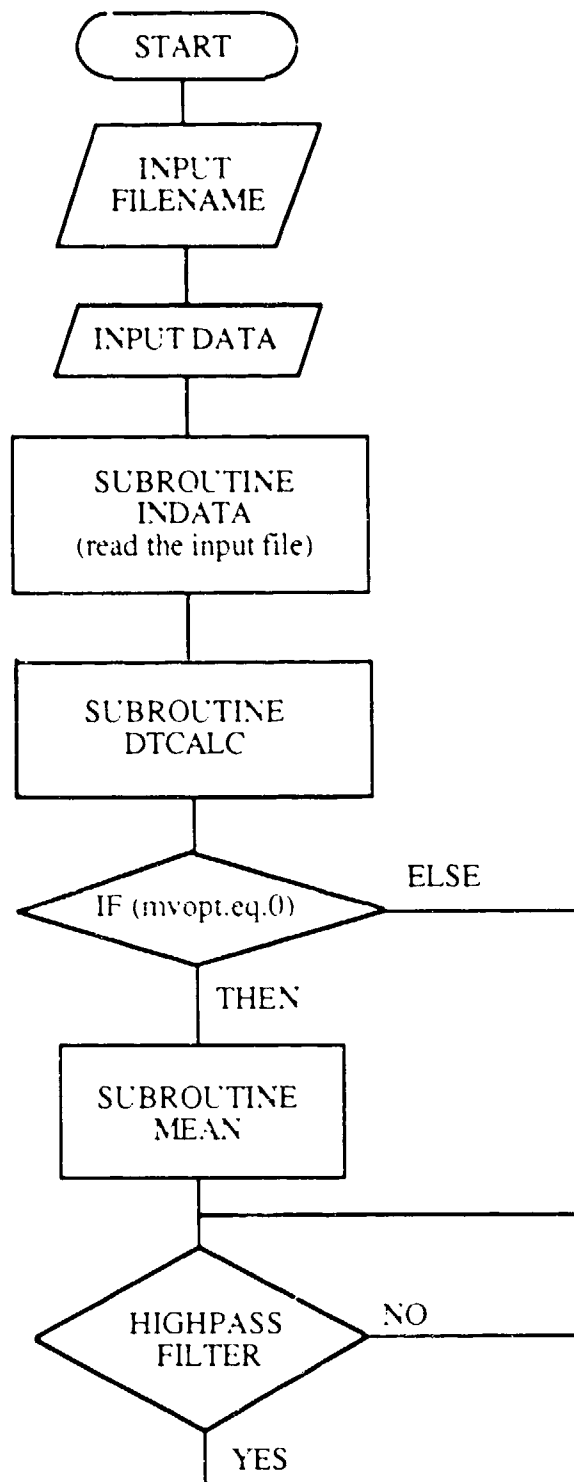 START
INPUT
FILENAME
INPUT DATA
SUBROUTINE
INDATA
(read the input file)
SUBROUTINE
DTCALC
IF (mvopt.eq.0)
ELSE
THEN
SUBROUTINE
MEAN
HIGHPASS
FILTER
NO
YES